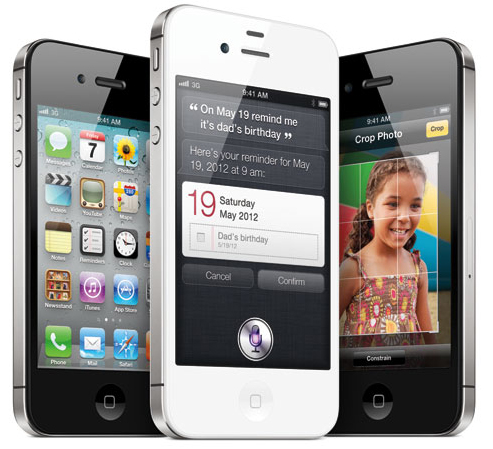 3G
9:41 AM
Messages
Today
7
Calendar
Photos
Videos
YouTube
Maps
Notes
Reminders
Clock
Newsstand
iTunes
App Store
Phone
Mail
Safari
3G
9:41 AM
“ On May 19 remind me
it's dad's birthday ”
Here's your reminder for May
19, 2012 at 9 am:
19
Saturday
May 2012
Dad's birthday
5/19/12
Cancel
Confirm
9:41 AM
Crop Photo
Crop
Constrain